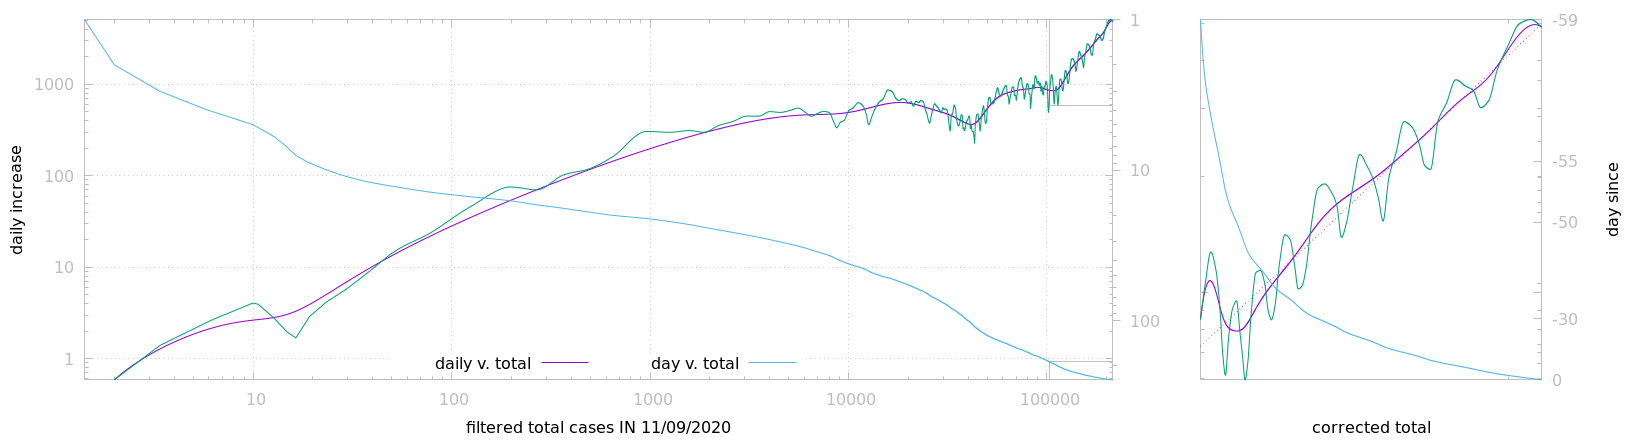 daily increase
1000
100
10
1
10
100
1000
10000
100000
filtered total cases IN 11/09/2020
daily v. total
day v. total
1
10
100
-59
-55
-50
-30
0
day since
corrected total